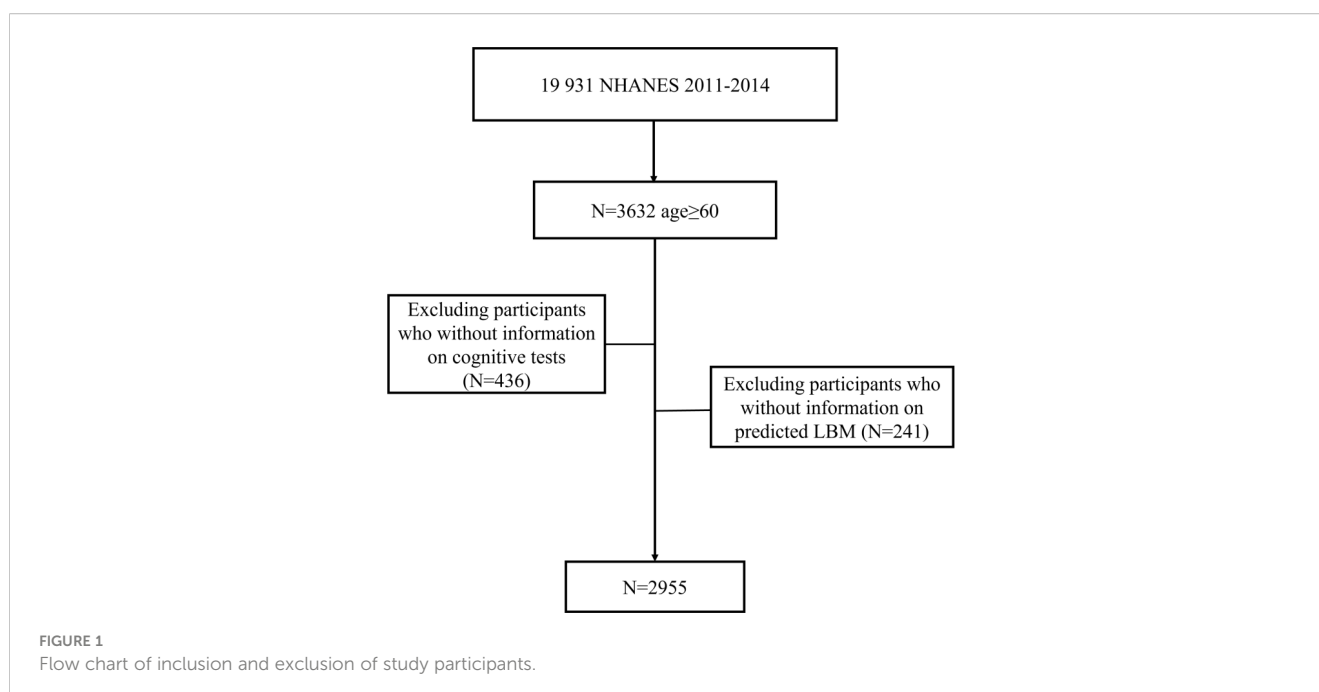 19 931 NHANES 2011-2014
N=3632 age≥60
Excluding participants
who without information
on cognitive tests
(N=436)
Excluding participants who
without information on
predicted LBM (N=241)
N=2955
FIGURE 1
Flow chart of inclusion and exclusion of study participants.